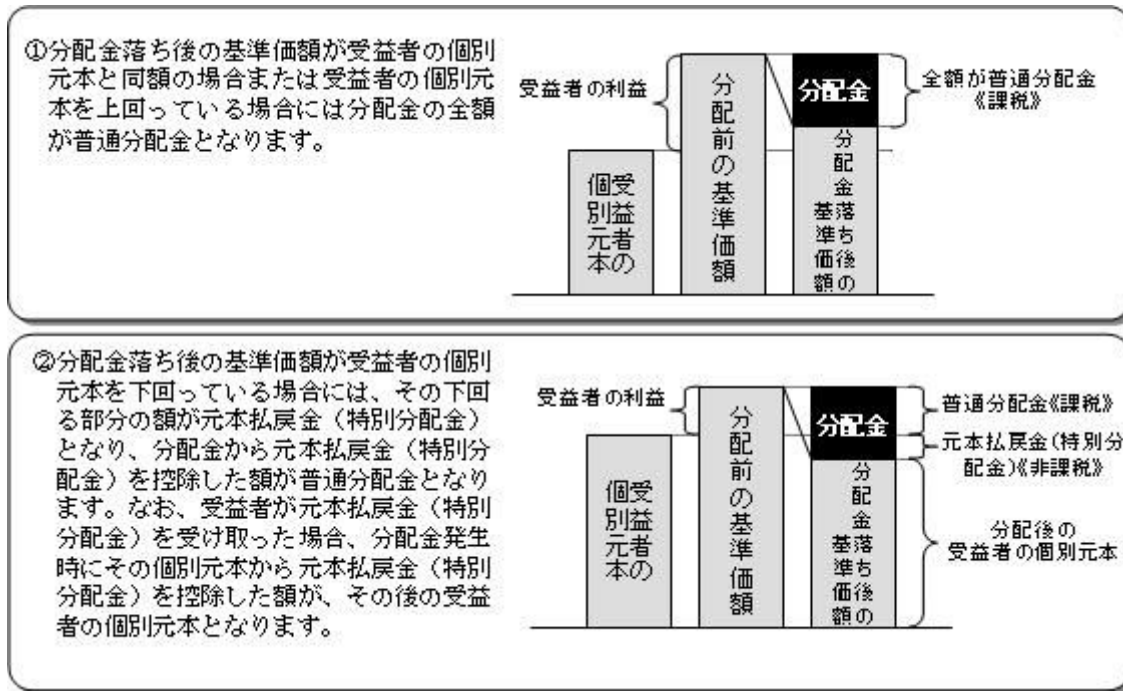 ①分配金落ち後の基準価額が受益者の個別
元本と同額の場合または受益者の個別元
本を上回っている場合には分配金の全額
が普通分配金となります。
受益者の利益
受益者の
個別元本
分配前の基準価額
分配金
分配金落ち後の
基準価額
全額が普通分配金
《課税》
②分配金落ち後の基準価額が受益者の個別
元本を下回っている場合には、その下回
る部分の額が元本払戻金（特別分配金）
となり、分配金から元本払戻金（特別分
配金）を控除した額が普通分配金となり
ます。なお、受益者が元本払戻金（特別
分配金）を受け取った場合、分配金発生
時にその個別元本から元本払戻金（特別
分配金）を控除した額が、その後の受益
者の個別元本となります。
受益者の利益
受益者の
個別元本
分配前の基準価額
分配金
分配金落ち後の
基準価額
普通分配金《課税》
元本払戻金(特別分
配金)《非課税》
分配後の
受益者の個別元本